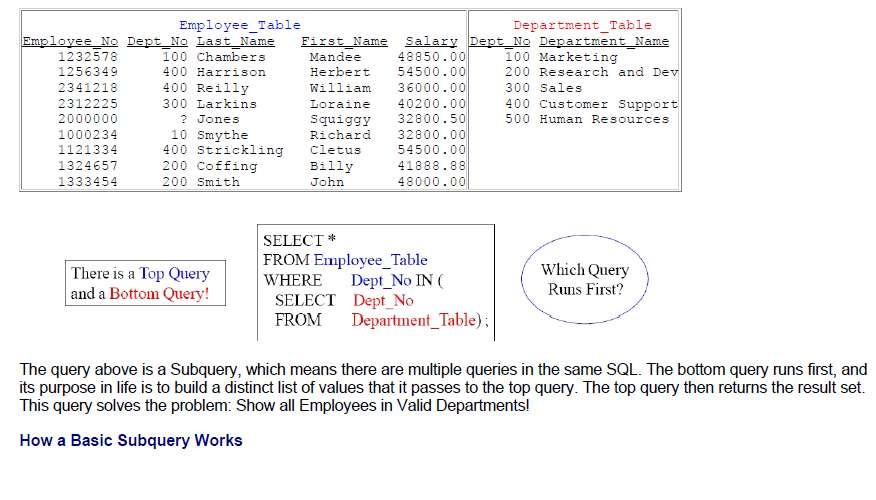 Employee_Table Department_Table
Employee_No Dept_No Last_Name First_Name Salary Dept_No Department_Name
1232578 100 Chambers Mandee 48850.00 100 Marketing
1256349 400 Harrison Herbert 54500.00 200 Research and Dev
2341218 400 Reilly William 36000.00 300 Sales
2312225 300 Larkins Loraine 40200.00 400 Customer Support
2000000 ? Jones Squiggy 32800.50 500 Human Resources
1000234 10 Smythe Richard 32800.00
1121334 400 Strickling Cletus 54500.00
1324657 200 Coffing Billy 41888.88
1333454 200 Smith John 48000.00
There is a Top Query
and a Bottom Query!
SELECT *
FROM Employee_Table
WHERE Dept_No IN (
SELECT Dept_No
FROM Department_Table) ;
Which Query
Runs First?
The query above is a Subquery, which means there are multiple queries in the same SQL. The bottom query runs first, and
its purpose in life is to build a distinct list of values that it passes to the top query. The top query then returns the result set.
This query solves the problem: Show all Employees in Valid Departments!
How a Basic Subquery Works